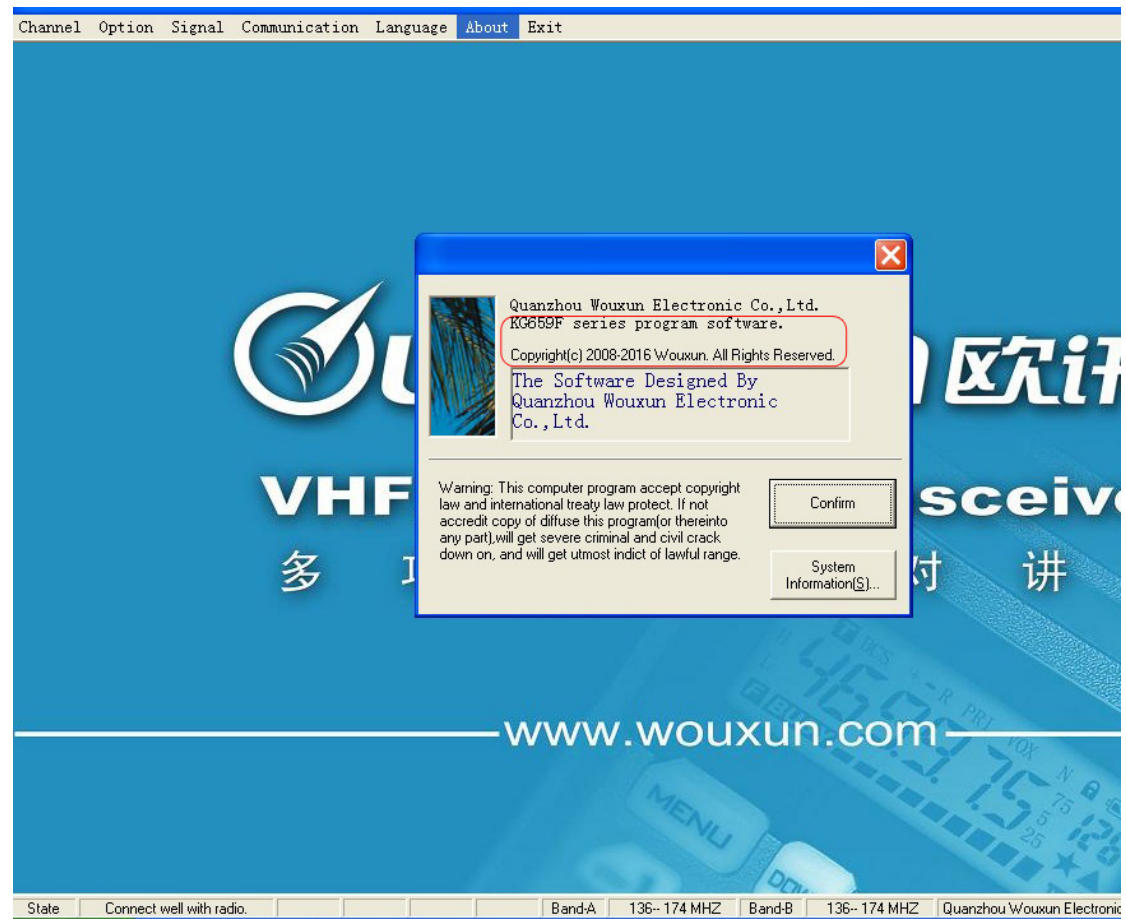 Channel Option Signal Communication Language About Exit
Quanzhou Wouxun Electronic Co.,Ltd.
KG659F series program software.
Copyright(c) 2008-2016 Wouxun. All Rights Reserved.
The Software Designed By
Quanzhou Wouxun Electronic
Co.,Ltd.
Warning: This computer program accept copyright
law and international treaty law protect. If not
accredit copy of diffuse this program(or thereinto
any part),will get severe criminal and civil crack
down on, and will get utmost indict of lawful range.
Confirm
System
Information(S)...
欧讯
VHF sceiv
多 对 讲
www.wouxun.com
MENU
State Connect well with radio. Band-A 136-- 174 MHZ Band-B 136-- 174 MHZ Quanzhou Wouxun Electronic